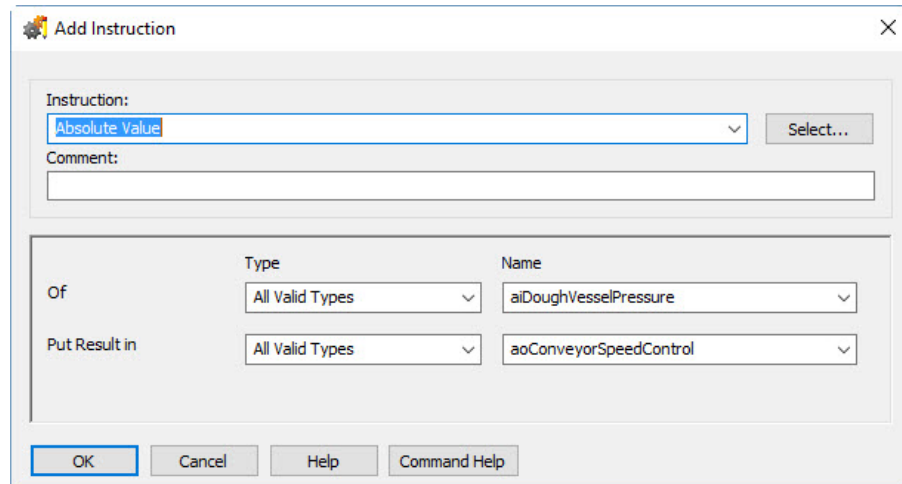 Add Instruction
Instruction:
Absolute Value
Select...
Comment:
Type Name
Of All Valid Types aiDoughVesselPressure
Put Result in All Valid Types aoConveyorSpeedControl
OK Cancel Help Command Help